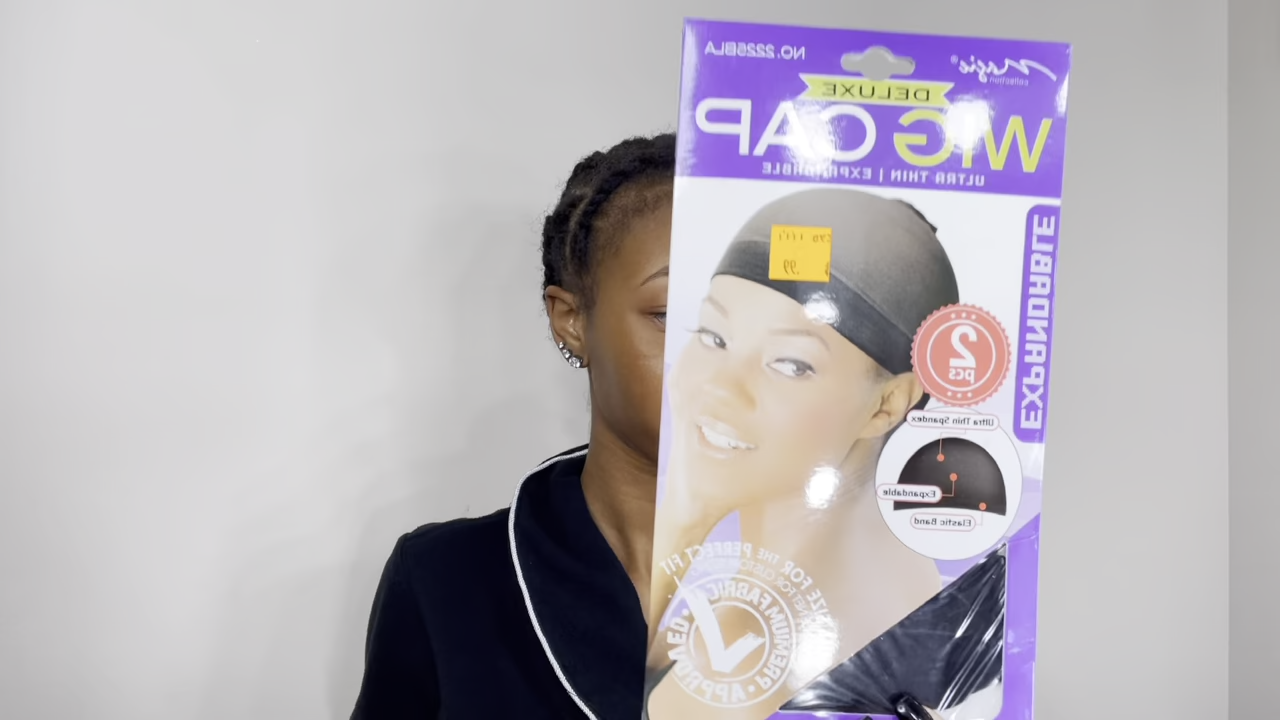 Magic®
collection
NO. 2225BLA
DELUXE
WIG CAP
ULTRA THIN | EXPANDABLE
EXPANDABLE
.99
2
pcs
Ultra Thin Spandex
Expandable
Elastic Band
FOR THE PERFECT FIT
PREMIUM FABRIC
• APPROVED •